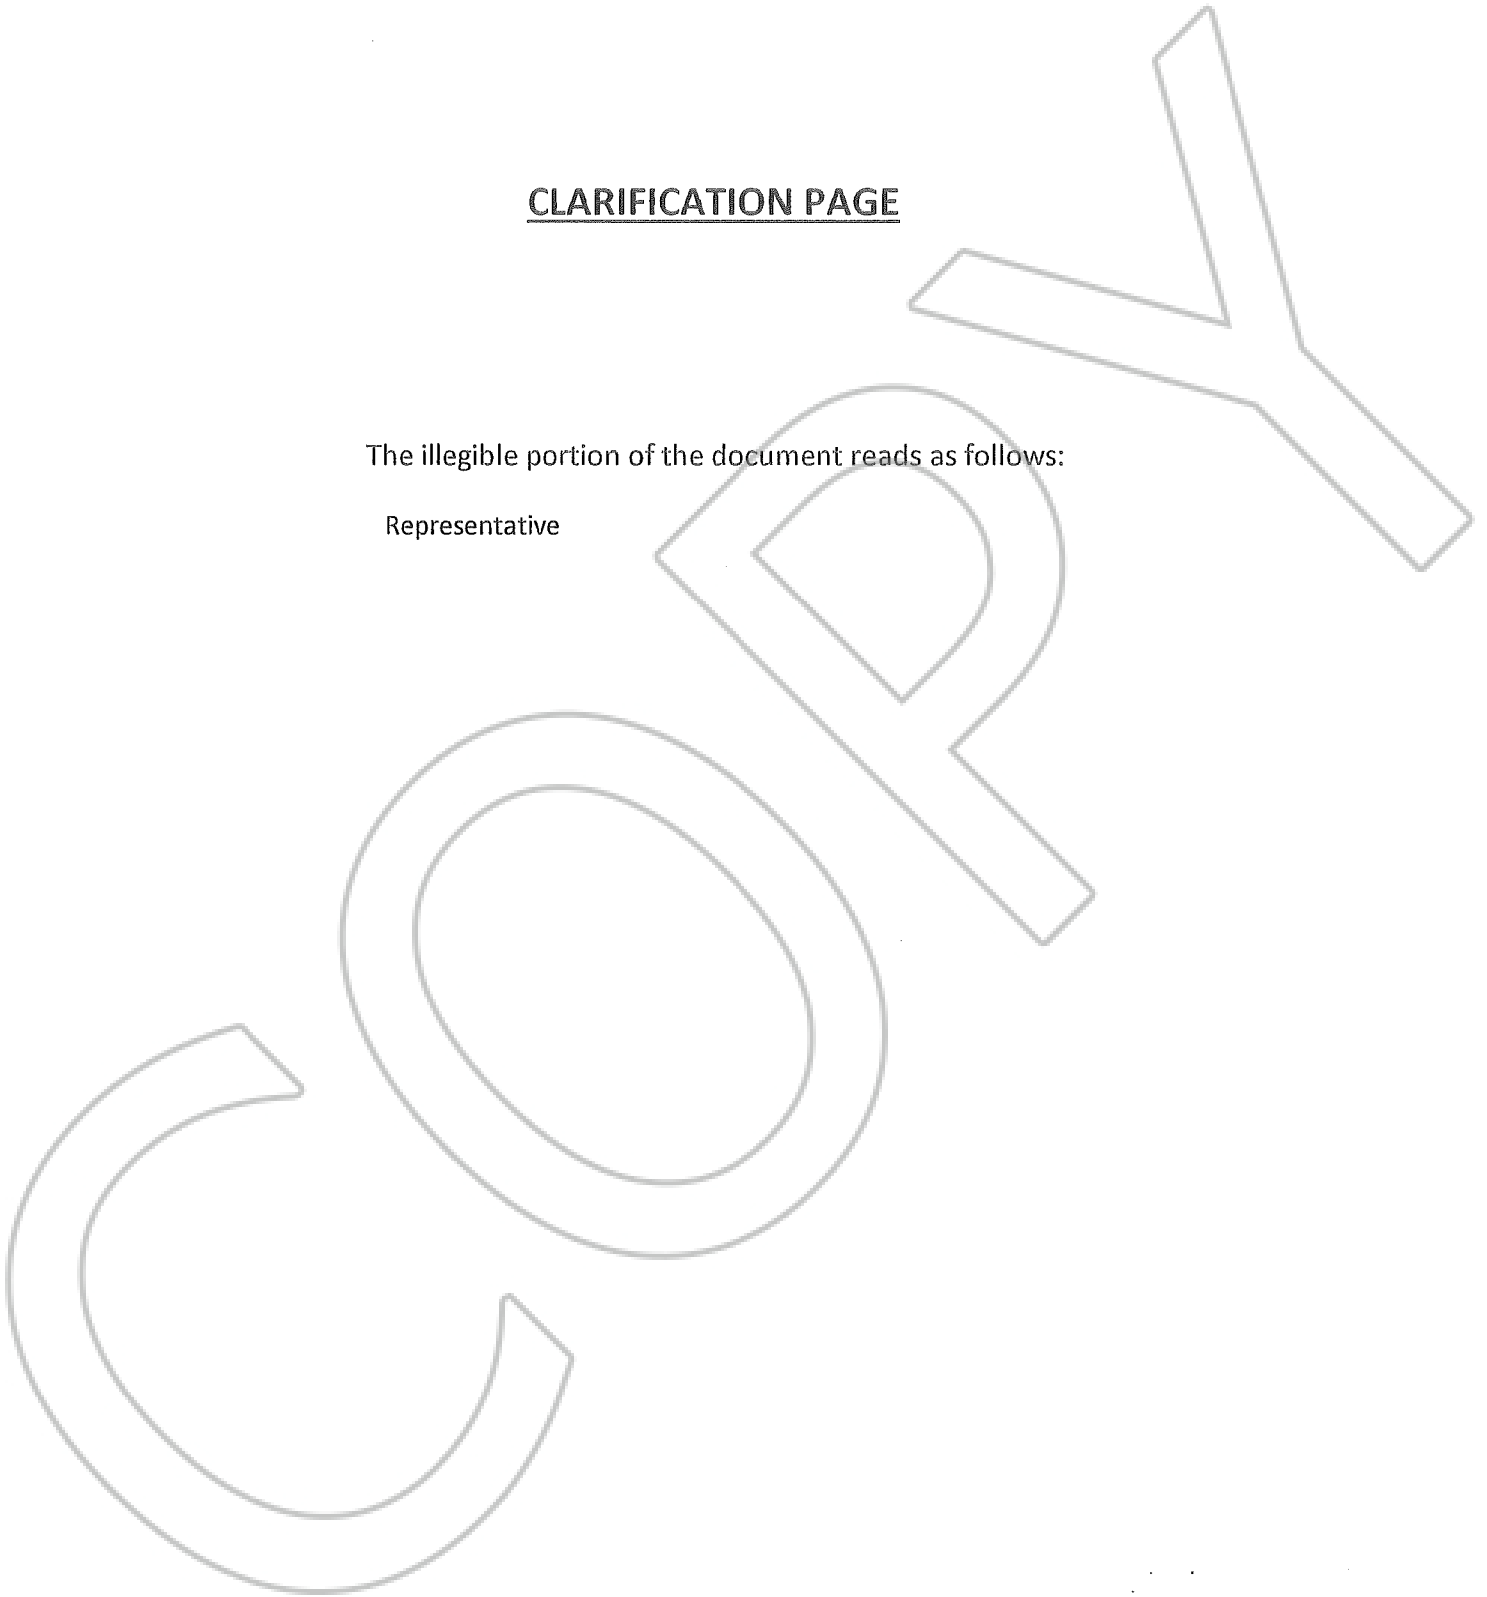 CLARIFICATION PAGE
The illegible portion of the document reads as follows:
Representative
COPY